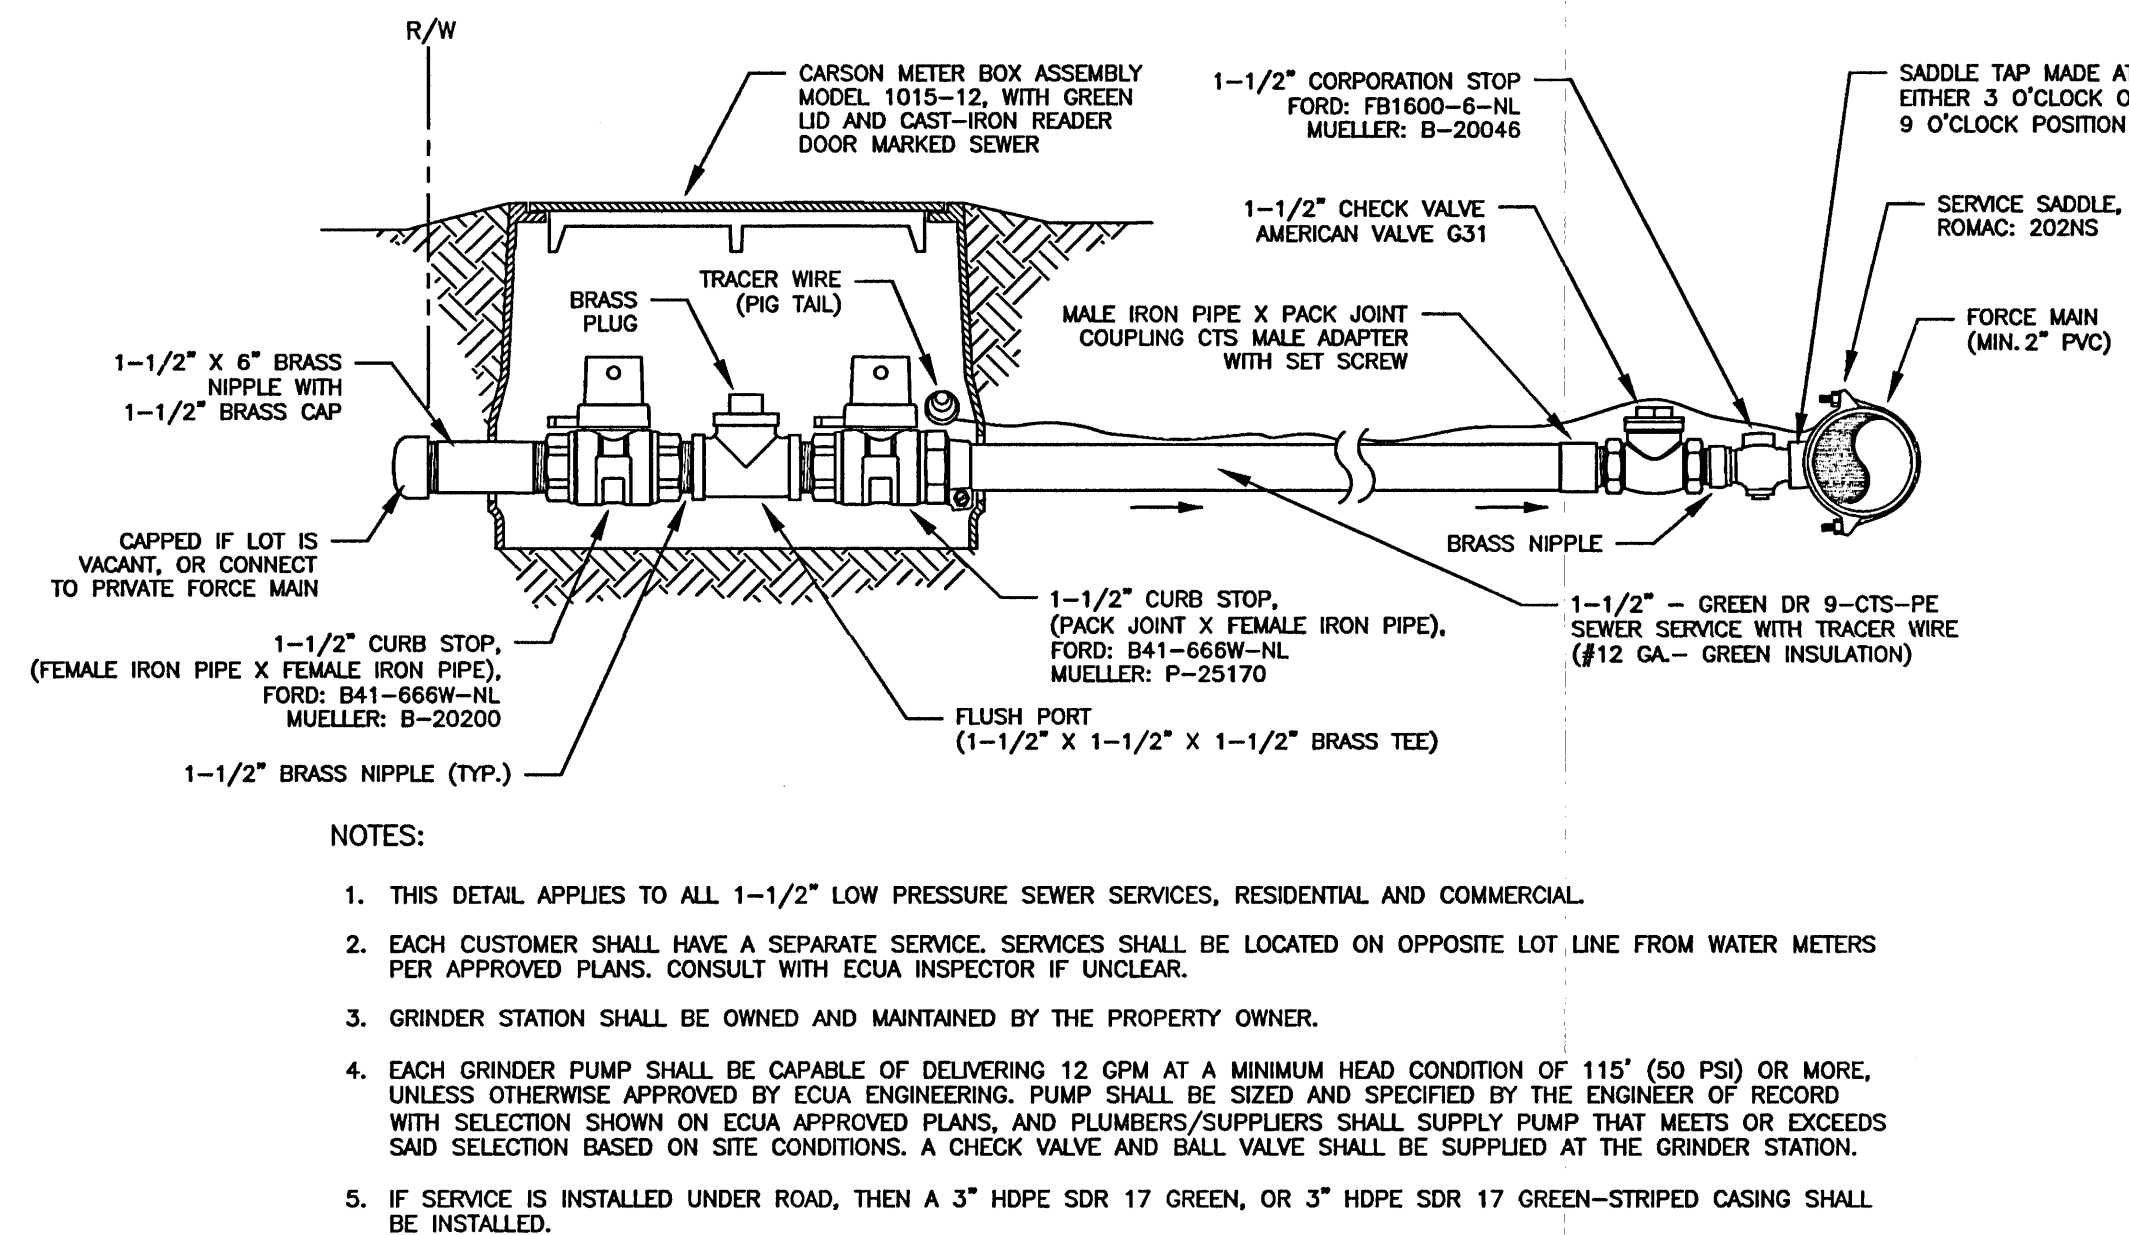 R/W
CARSON METER BOX ASSEMBLY
MODEL 1015-12, WITH GREEN
LID AND CAST-IRON READER
DOOR MARKED SEWER
1-1/2" CORPORATION STOP
FORD: FB1600-6-NL
MUELLER: B-20046
SADDLE TAP MADE AT
EITHER 3 O'CLOCK O
9 O'CLOCK POSITION
1-1/2" CHECK VALVE
AMERICAN VALVE G31
SERVICE SADDLE,
ROMAC: 202NS
TRACER WIRE
(PIG TAIL)
BRASS
PLUG
MALE IRON PIPE X PACK JOINT
COUPLING CTS MALE ADAPTER
WITH SET SCREW
FORCE MAIN
(MIN. 2" PVC)
1-1/2" X 6" BRASS
NIPPLE WITH
1-1/2" BRASS CAP
CAPPED IF LOT IS
VACANT, OR CONNECT
TO PRIVATE FORCE MAIN
BRASS NIPPLE
1-1/2" CURB STOP,
(PACK JOINT X FEMALE IRON PIPE),
FORD: B41-666W-NL
MUELLER: P-25170
1-1/2" - GREEN DR 9-CTS-PE
SEWER SERVICE WITH TRACER WIRE
(#12 GA.- GREEN INSULATION)
1-1/2" CURB STOP,
(FEMALE IRON PIPE X FEMALE IRON PIPE),
FORD: B41-666W-NL
MUELLER: B-20200
FLUSH PORT
(1-1/2" X 1-1/2" X 1-1/2" BRASS TEE)
1-1/2" BRASS NIPPLE (TYP.)
NOTES:
1. THIS DETAIL APPLIES TO ALL 1-1/2" LOW PRESSURE SEWER SERVICES, RESIDENTIAL AND COMMERCIAL.
2. EACH CUSTOMER SHALL HAVE A SEPARATE SERVICE. SERVICES SHALL BE LOCATED ON OPPOSITE LOT LINE FROM WATER METERS
PER APPROVED PLANS. CONSULT WITH ECUA INSPECTOR IF UNCLEAR.
3. GRINDER STATION SHALL BE OWNED AND MAINTAINED BY THE PROPERTY OWNER.
4. EACH GRINDER PUMP SHALL BE CAPABLE OF DELIVERING 12 GPM AT A MINIMUM HEAD CONDITION OF 115' (50 PSI) OR MORE,
UNLESS OTHERWISE APPROVED BY ECUA ENGINEERING. PUMP SHALL BE SIZED AND SPECIFIED BY THE ENGINEER OF RECORD
WITH SELECTION SHOWN ON ECUA APPROVED PLANS, AND PLUMBERS/SUPPLIERS SHALL SUPPLY PUMP THAT MEETS OR EXCEEDS
SAID SELECTION BASED ON SITE CONDITIONS. A CHECK VALVE AND BALL VALVE SHALL BE SUPPLIED AT THE GRINDER STATION.
5. IF SERVICE IS INSTALLED UNDER ROAD, THEN A 3" HDPE SDR 17 GREEN, OR 3" HDPE SDR 17 GREEN-STRIPED CASING SHALL
BE INSTALLED.